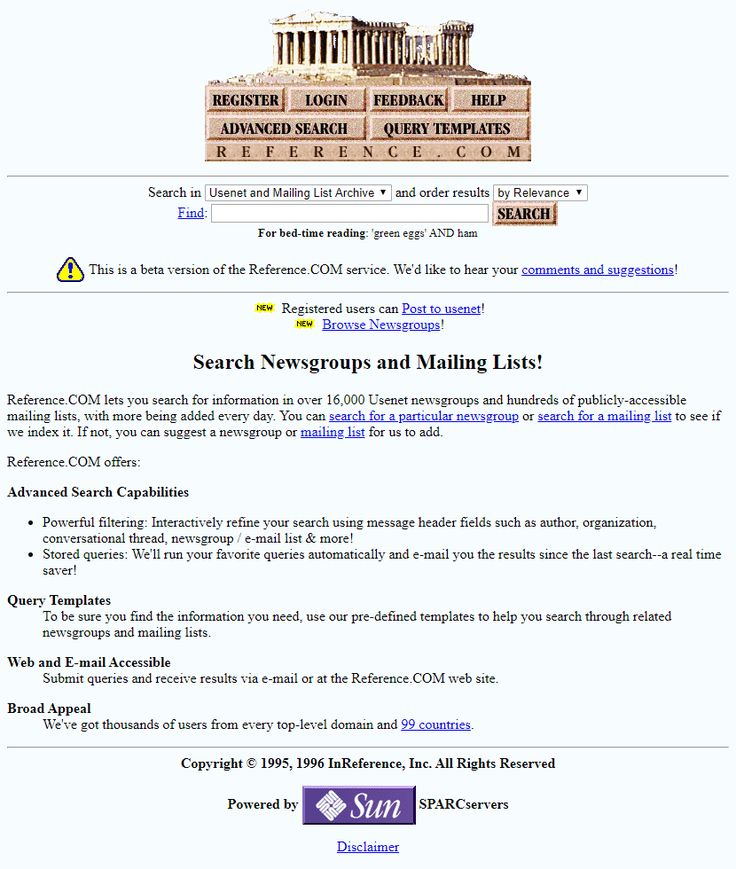 REGISTER LOGIN FEEDBACK HELP
ADVANCED SEARCH QUERY TEMPLATES
REFERENCE.COM
Search in Usenet and Mailing List Archive and order results by Relevance
Find: SEARCH
For bed-time reading: 'green eggs' AND ham
This is a beta version of the Reference.COM service. We'd like to hear your comments and suggestions!
NEW Registered users can Post to usenet!
NEW Browse Newsgroups!
Search Newsgroups and Mailing Lists!
Reference.COM lets you search for information in over 16,000 Usenet newsgroups and hundreds of publicly-accessible
mailing lists, with more being added every day. You can search for a particular newsgroup or search for a mailing list to see if
we index it. If not, you can suggest a newsgroup or mailing list for us to add.
Reference.COM offers:
Advanced Search Capabilities
• Powerful filtering: Interactively refine your search using message header fields such as author, organization,
conversational thread, newsgroup / e-mail list & more!
• Stored queries: We'll run your favorite queries automatically and e-mail you the results since the last search--a real time
saver!
Query Templates
To be sure you find the information you need, use our pre-defined templates to help you search through related
newsgroups and mailing lists.
Web and E-mail Accessible
Submit queries and receive results via e-mail or at the Reference.COM web site.
Broad Appeal
We've got thousands of users from every top-level domain and 99 countries.
Copyright © 1995, 1996 InReference, Inc. All Rights Reserved
Powered by Sun SPARCservers
Disclaimer